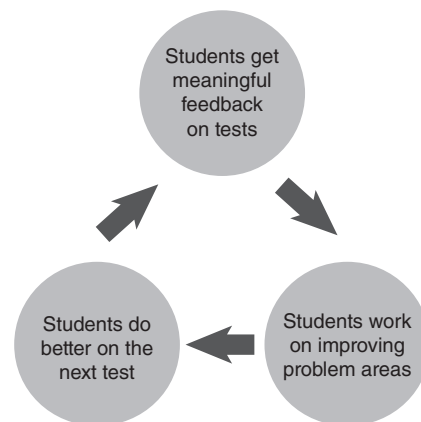 Students get
meaningful
feedback
on tests
Students work
on improving
problem areas
Students do
better on the
next test